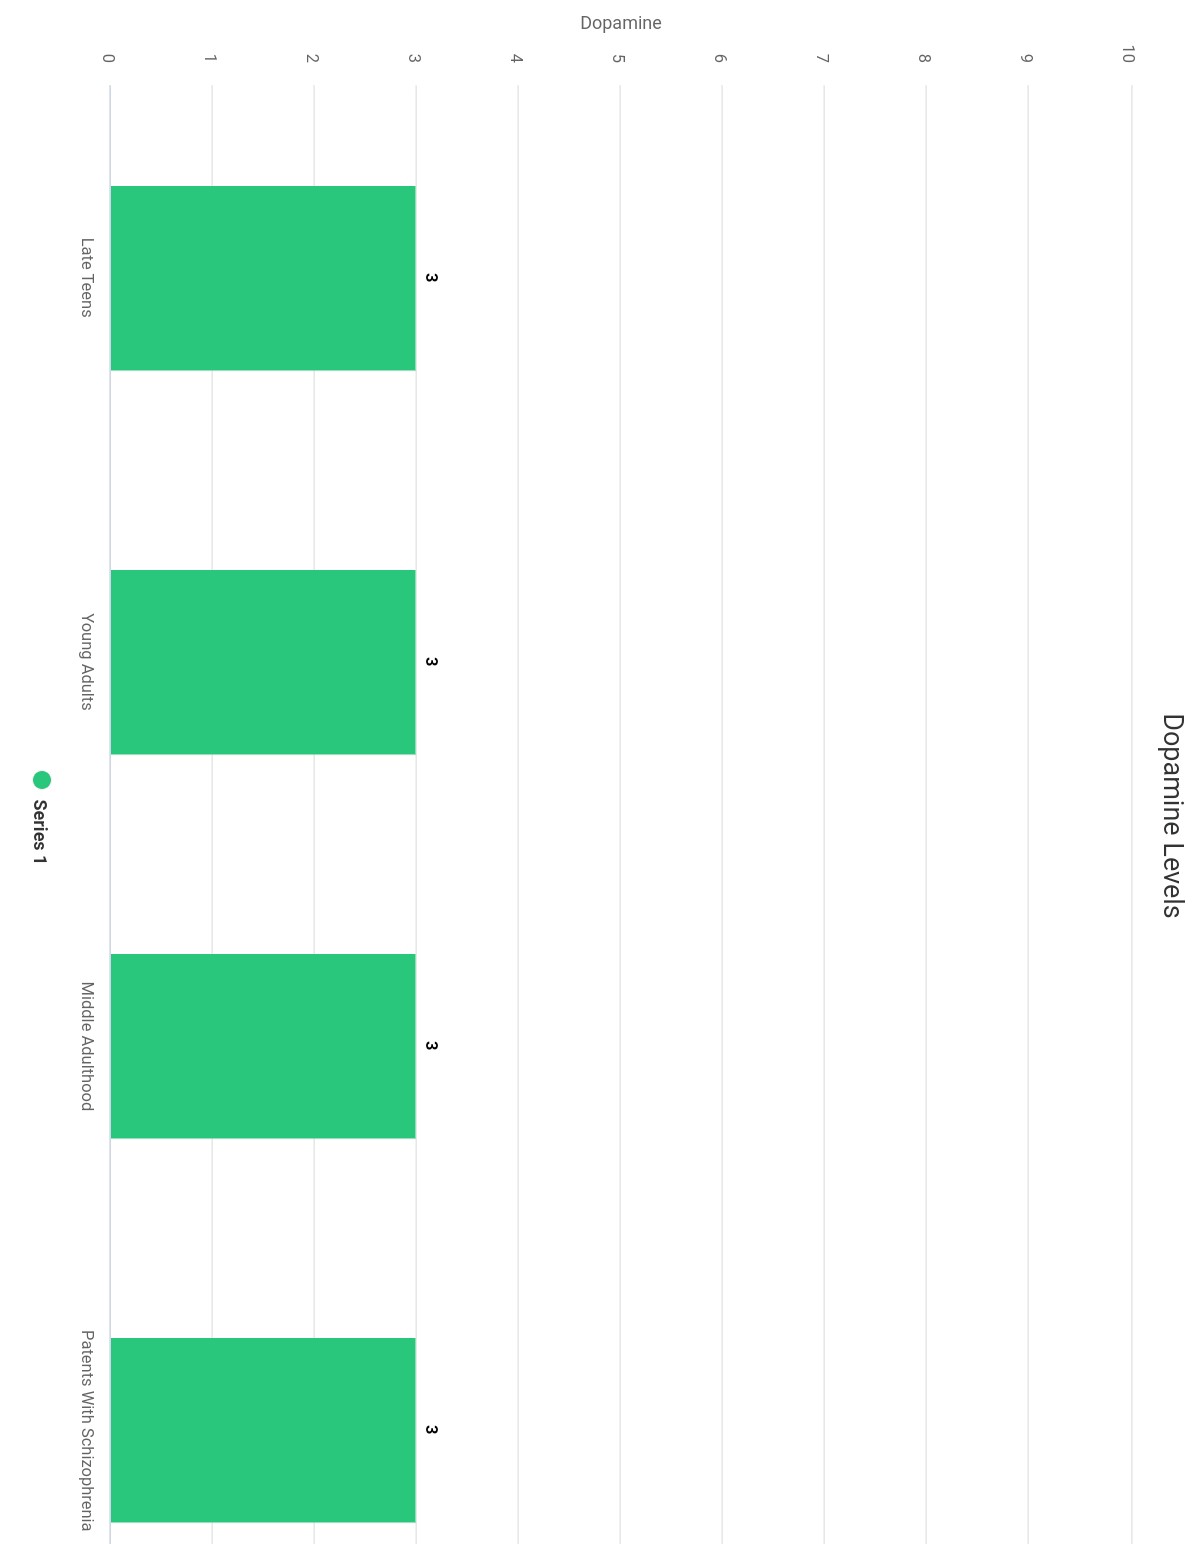 Dopamine Levels
Dopamine
10
9
8
7
6
5
4
3
2
1
0
3
3
3
3
Late Teens
Young Adults
Middle Adulthood
Patents With Schizophrenia
Series 1